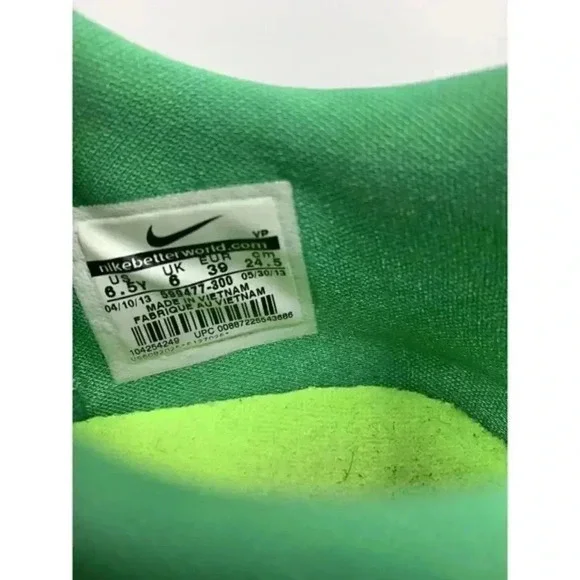 VP
nikebetterworld.com
US UK EUR cm
6.5Y 6 39 24.5
04/10/13 599477-300 05/30/13
MADE IN VIETNAM
FABRIQUE AU VIETNAM
104254249 UPC 00887225543886